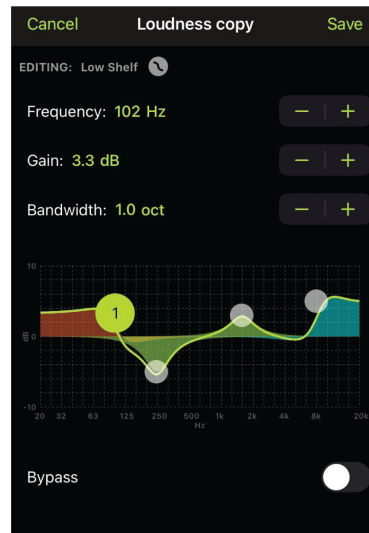 Cancel Loudness copy Save
EDITING: Low Shelf
Frequency: 102 Hz − +
Gain: 3.3 dB − +
Bandwidth: 1.0 oct − +
10
1
dB 0
-10
20 32 63 125 250 500 1k 2k 4k 8k 20k
Hz
Bypass